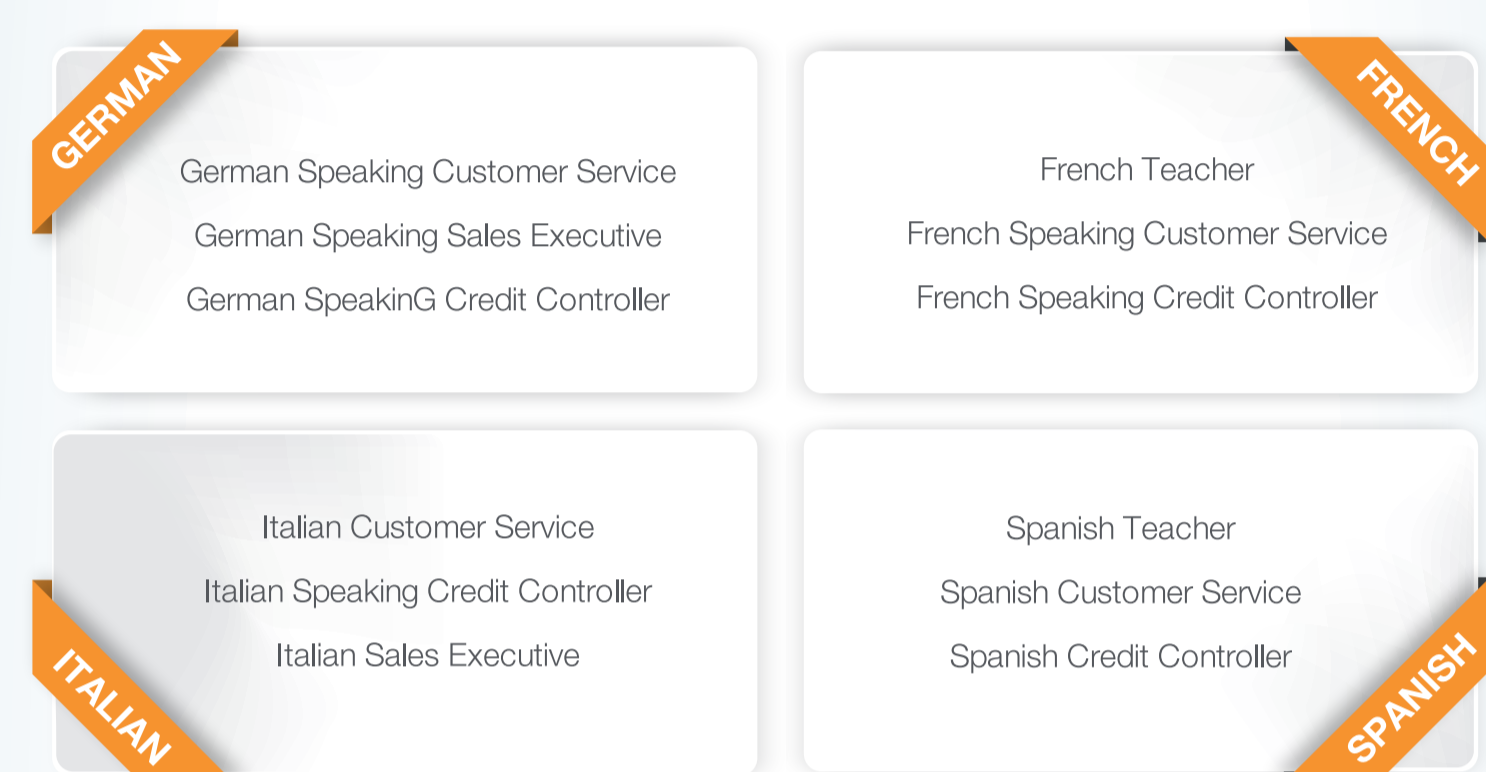 GERMAN
German Speaking Customer Service
German Speaking Sales Executive
German SpeakinG Credit Controller
FRENCH
French Teacher
French Speaking Customer Service
French Speaking Credit Controller
Italian Customer Service
Italian Speaking Credit Controller
Italian Sales Executive
ITALIAN
Spanish Teacher
Spanish Customer Service
Spanish Credit Controller
SPANISH